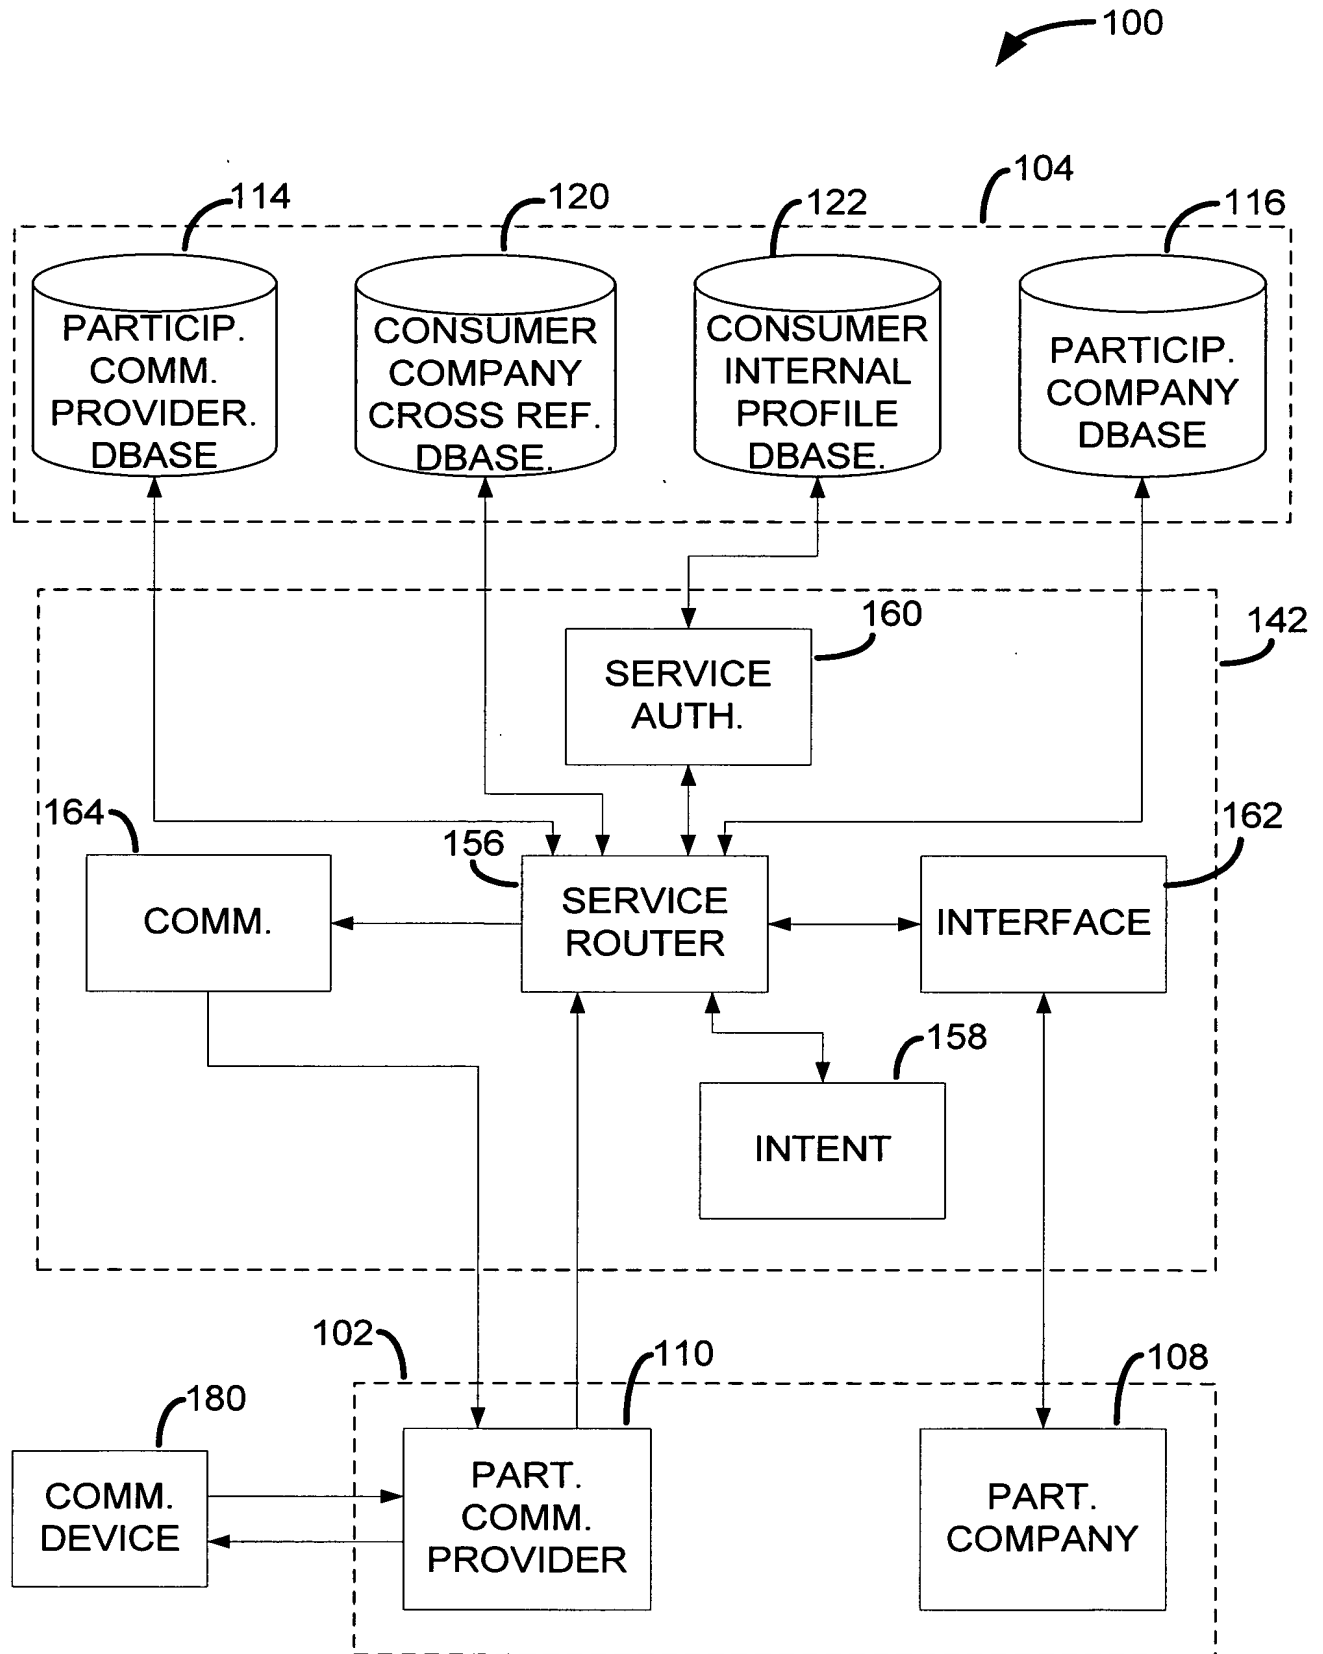 100
104
114
120
122
116
PARTICIP.
COMM.
PROVIDER.
DBASE
CONSUMER
COMPANY
CROSS REF.
DBASE.
CONSUMER
INTERNAL
PROFILE
DBASE.
PARTICIP.
COMPANY
DBASE
160
142
SERVICE
AUTH.
164
156
162
COMM.
SERVICE
ROUTER
INTERFACE
158
INTENT
102
110
108
180
COMM.
DEVICE
PART.
COMM.
PROVIDER
PART.
COMPANY